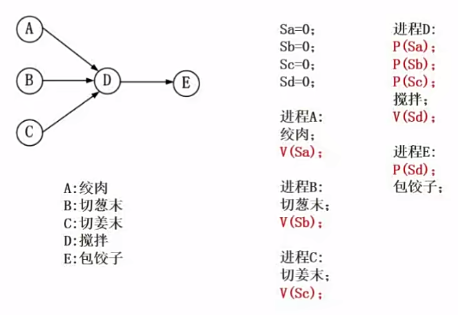 A
B
C
D
E
A:绞肉
B:切葱末
C:切姜末
D:搅拌
E:包饺子
Sa=0;
Sb=0;
Sc=0;
Sd=0;
进程A:
绞肉;
V(Sa);
进程B:
切葱末;
V(Sb);
进程C:
切姜末;
V(Sc);
进程D:
P(Sa);
P(Sb);
P(Sc);
搅拌;
V(Sd);
进程E:
P(Sd);
包饺子;